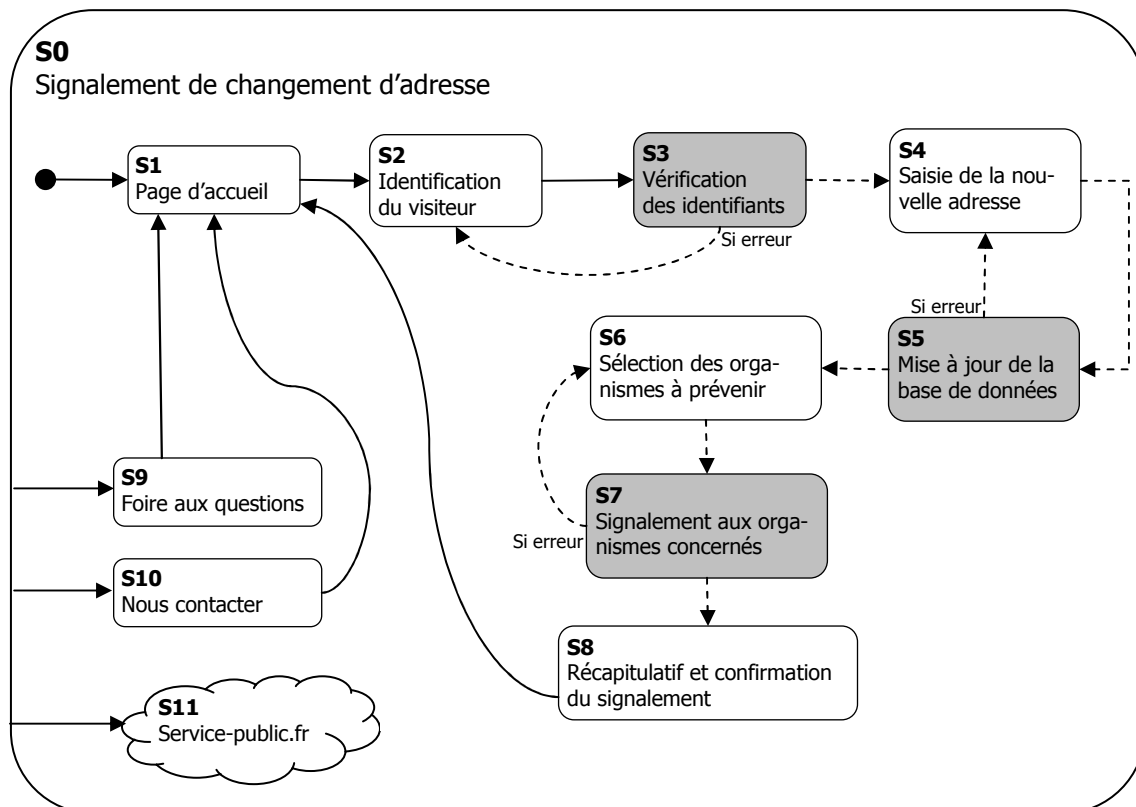 S0
Signalement de changement d’adresse
S1
Page d’accueil
S2
Identification
du visiteur
S3
Vérification
des identifiants
S4
Saisie de la nou-
velle adresse
Si erreur
Si erreur
S5
Mise à jour de la
base de données
S6
Sélection des orga-
nismes à prévenir
S7
Signalement aux orga-
nismes concernés
Si erreur
S8
Récapitulatif et confirmation
du signalement
S9
Foire aux questions
S10
Nous contacter
S11
Service-public.fr